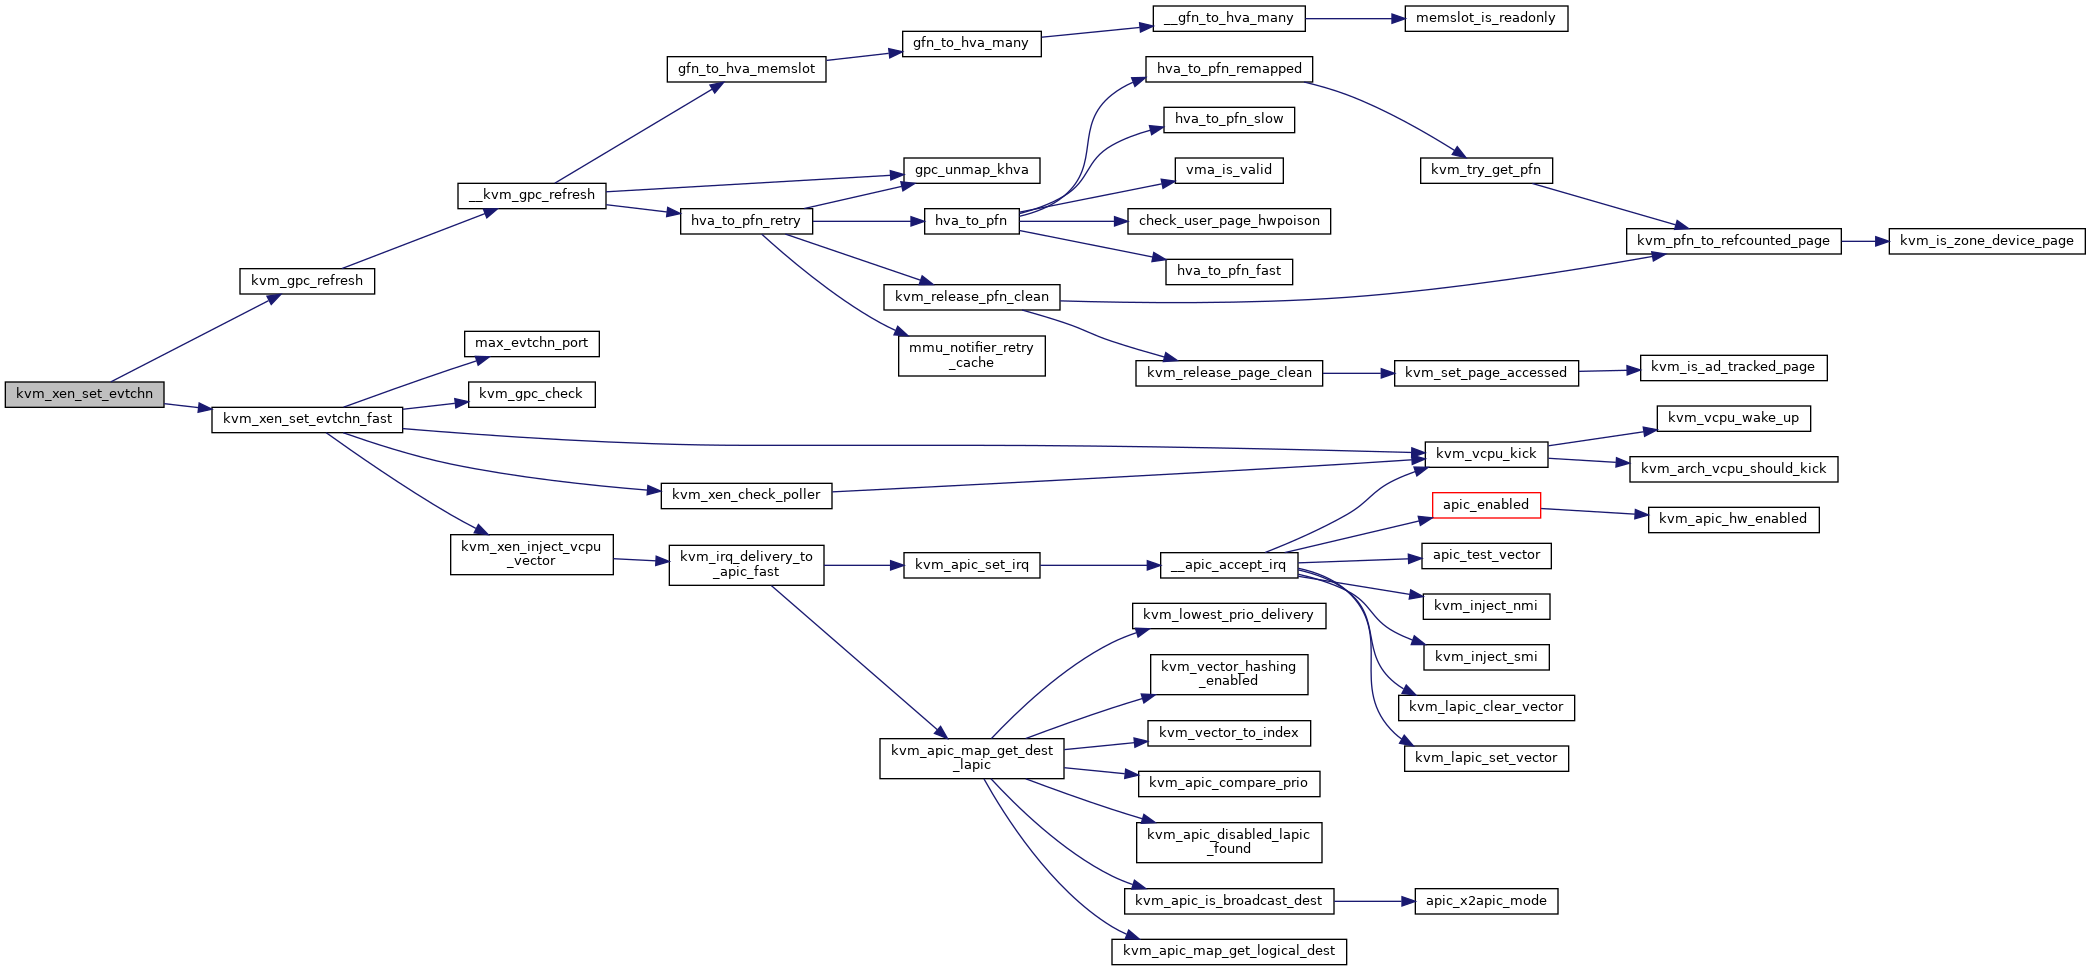 kvm_xen_set_evtchn
kvm_gpc_refresh
__kvm_gpc_refresh
gfn_to_hva_memslot
gfn_to_hva_many
__gfn_to_hva_many
memslot_is_readonly
gpc_unmap_khva
hva_to_pfn_retry
hva_to_pfn
hva_to_pfn_remapped
hva_to_pfn_slow
vma_is_valid
check_user_page_hwpoison
hva_to_pfn_fast
kvm_try_get_pfn
kvm_pfn_to_refcounted_page
kvm_is_zone_device_page
kvm_release_pfn_clean
mmu_notifier_retry
_cache
kvm_release_page_clean
kvm_set_page_accessed
kvm_is_ad_tracked_page
kvm_xen_set_evtchn_fast
max_evtchn_port
kvm_gpc_check
kvm_xen_check_poller
kvm_vcpu_kick
kvm_vcpu_wake_up
kvm_arch_vcpu_should_kick
kvm_xen_inject_vcpu
_vector
kvm_irq_delivery_to
_apic_fast
kvm_apic_set_irq
__apic_accept_irq
apic_enabled
kvm_apic_hw_enabled
apic_test_vector
kvm_inject_nmi
kvm_inject_smi
kvm_lapic_clear_vector
kvm_lapic_set_vector
kvm_apic_map_get_dest
_lapic
kvm_lowest_prio_delivery
kvm_vector_hashing
_enabled
kvm_vector_to_index
kvm_apic_compare_prio
kvm_apic_disabled_lapic
_found
kvm_apic_is_broadcast_dest
apic_x2apic_mode
kvm_apic_map_get_logical_dest